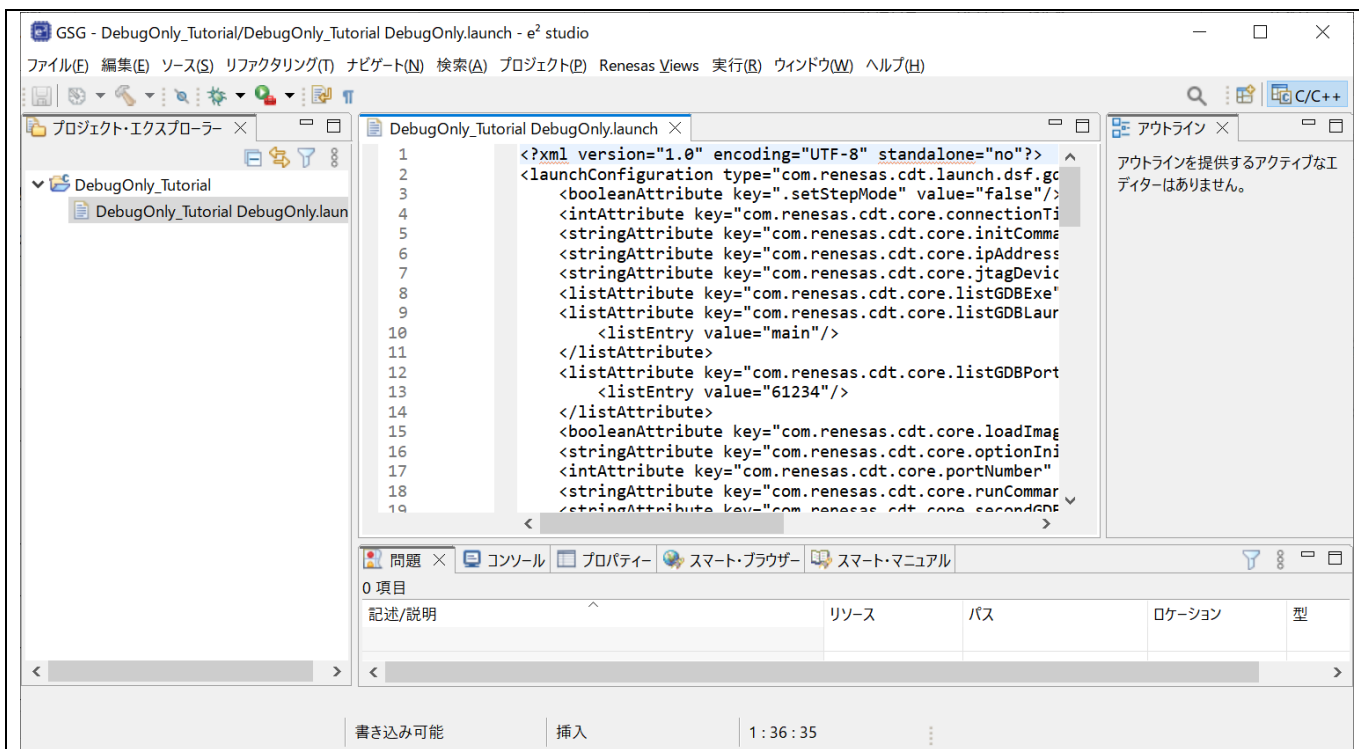 GSG - DebugOnly_Tutorial/DebugOnly_Tutorial DebugOnly.launch - e² studio
ファイル(F) 編集(E) ソース(S) リファクタリング(T) ナビゲート(N) 検索(A) プロジェクト(P) Renesas Views 実行(R) ウィンドウ(W) ヘルプ(H)
C/C++
プロジェクト・エクスプローラー
DebugOnly_Tutorial
DebugOnly_Tutorial DebugOnly.laun
DebugOnly_Tutorial DebugOnly.launch
1 <?xml version="1.0" encoding="UTF-8" standalone="no"?>
2 <launchConfiguration type="com.renesas.cdt.launch.dsf.gd
3 <booleanAttribute key=".setStepMode" value="false"/>
4 <intAttribute key="com.renesas.cdt.core.connectionTi
5 <stringAttribute key="com.renesas.cdt.core.initComma
6 <stringAttribute key="com.renesas.cdt.core.ipAddress
7 <stringAttribute key="com.renesas.cdt.core.jtagDevic
8 <listAttribute key="com.renesas.cdt.core.listGDBExe"
9 <listAttribute key="com.renesas.cdt.core.listGDBLaun
10 <listEntry value="main"/>
11 </listAttribute>
12 <listAttribute key="com.renesas.cdt.core.listGDBPort
13 <listEntry value="61234"/>
14 </listAttribute>
15 <booleanAttribute key="com.renesas.cdt.core.loadImag
16 <stringAttribute key="com.renesas.cdt.core.optionIni
17 <intAttribute key="com.renesas.cdt.core.portNumber"
18 <stringAttribute key="com.renesas.cdt.core.runComman
19 <stringAttribute key="com.renesas.cdt.core.secondGDB
アウトライン
アウトラインを提供するアクティブなエ
ディターはありません。
問題 コンソール プロパティー スマート・ブラウザー スマート・マニュアル
0 項目
記述/説明 リソース パス ロケーション 型
書き込み可能 挿入 1 : 36 : 35